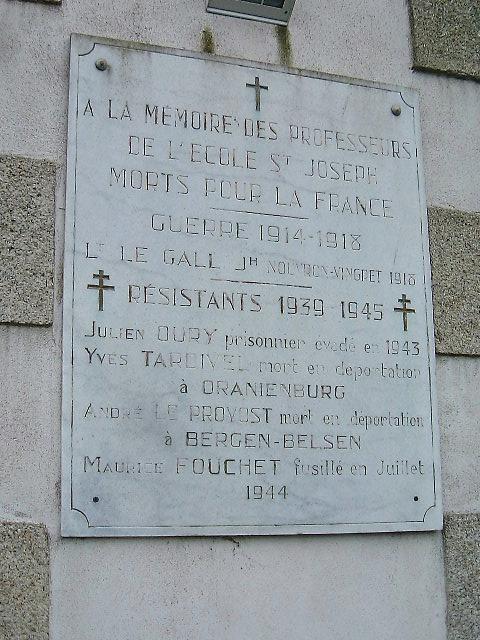 A LA MÉMOIRE DES PROFESSEURS
DE L'ECOLE ST JOSEPH
MORTS POUR LA FRANCE
GUERRE 1914-1918
LT LE GALL JH NOUVRON-VINGRET 1918
RÉSISTANTS 1939-1945
Julien OURY prisonnier évadé en 1943
YVES TARDIVEL mort en déportation
à ORANIENBURG
ANDRÉ LE PROVOST mort en déportation
à BERGEN-BELSEN
MAURICE FOUCHET fusillé en Juillet
1944